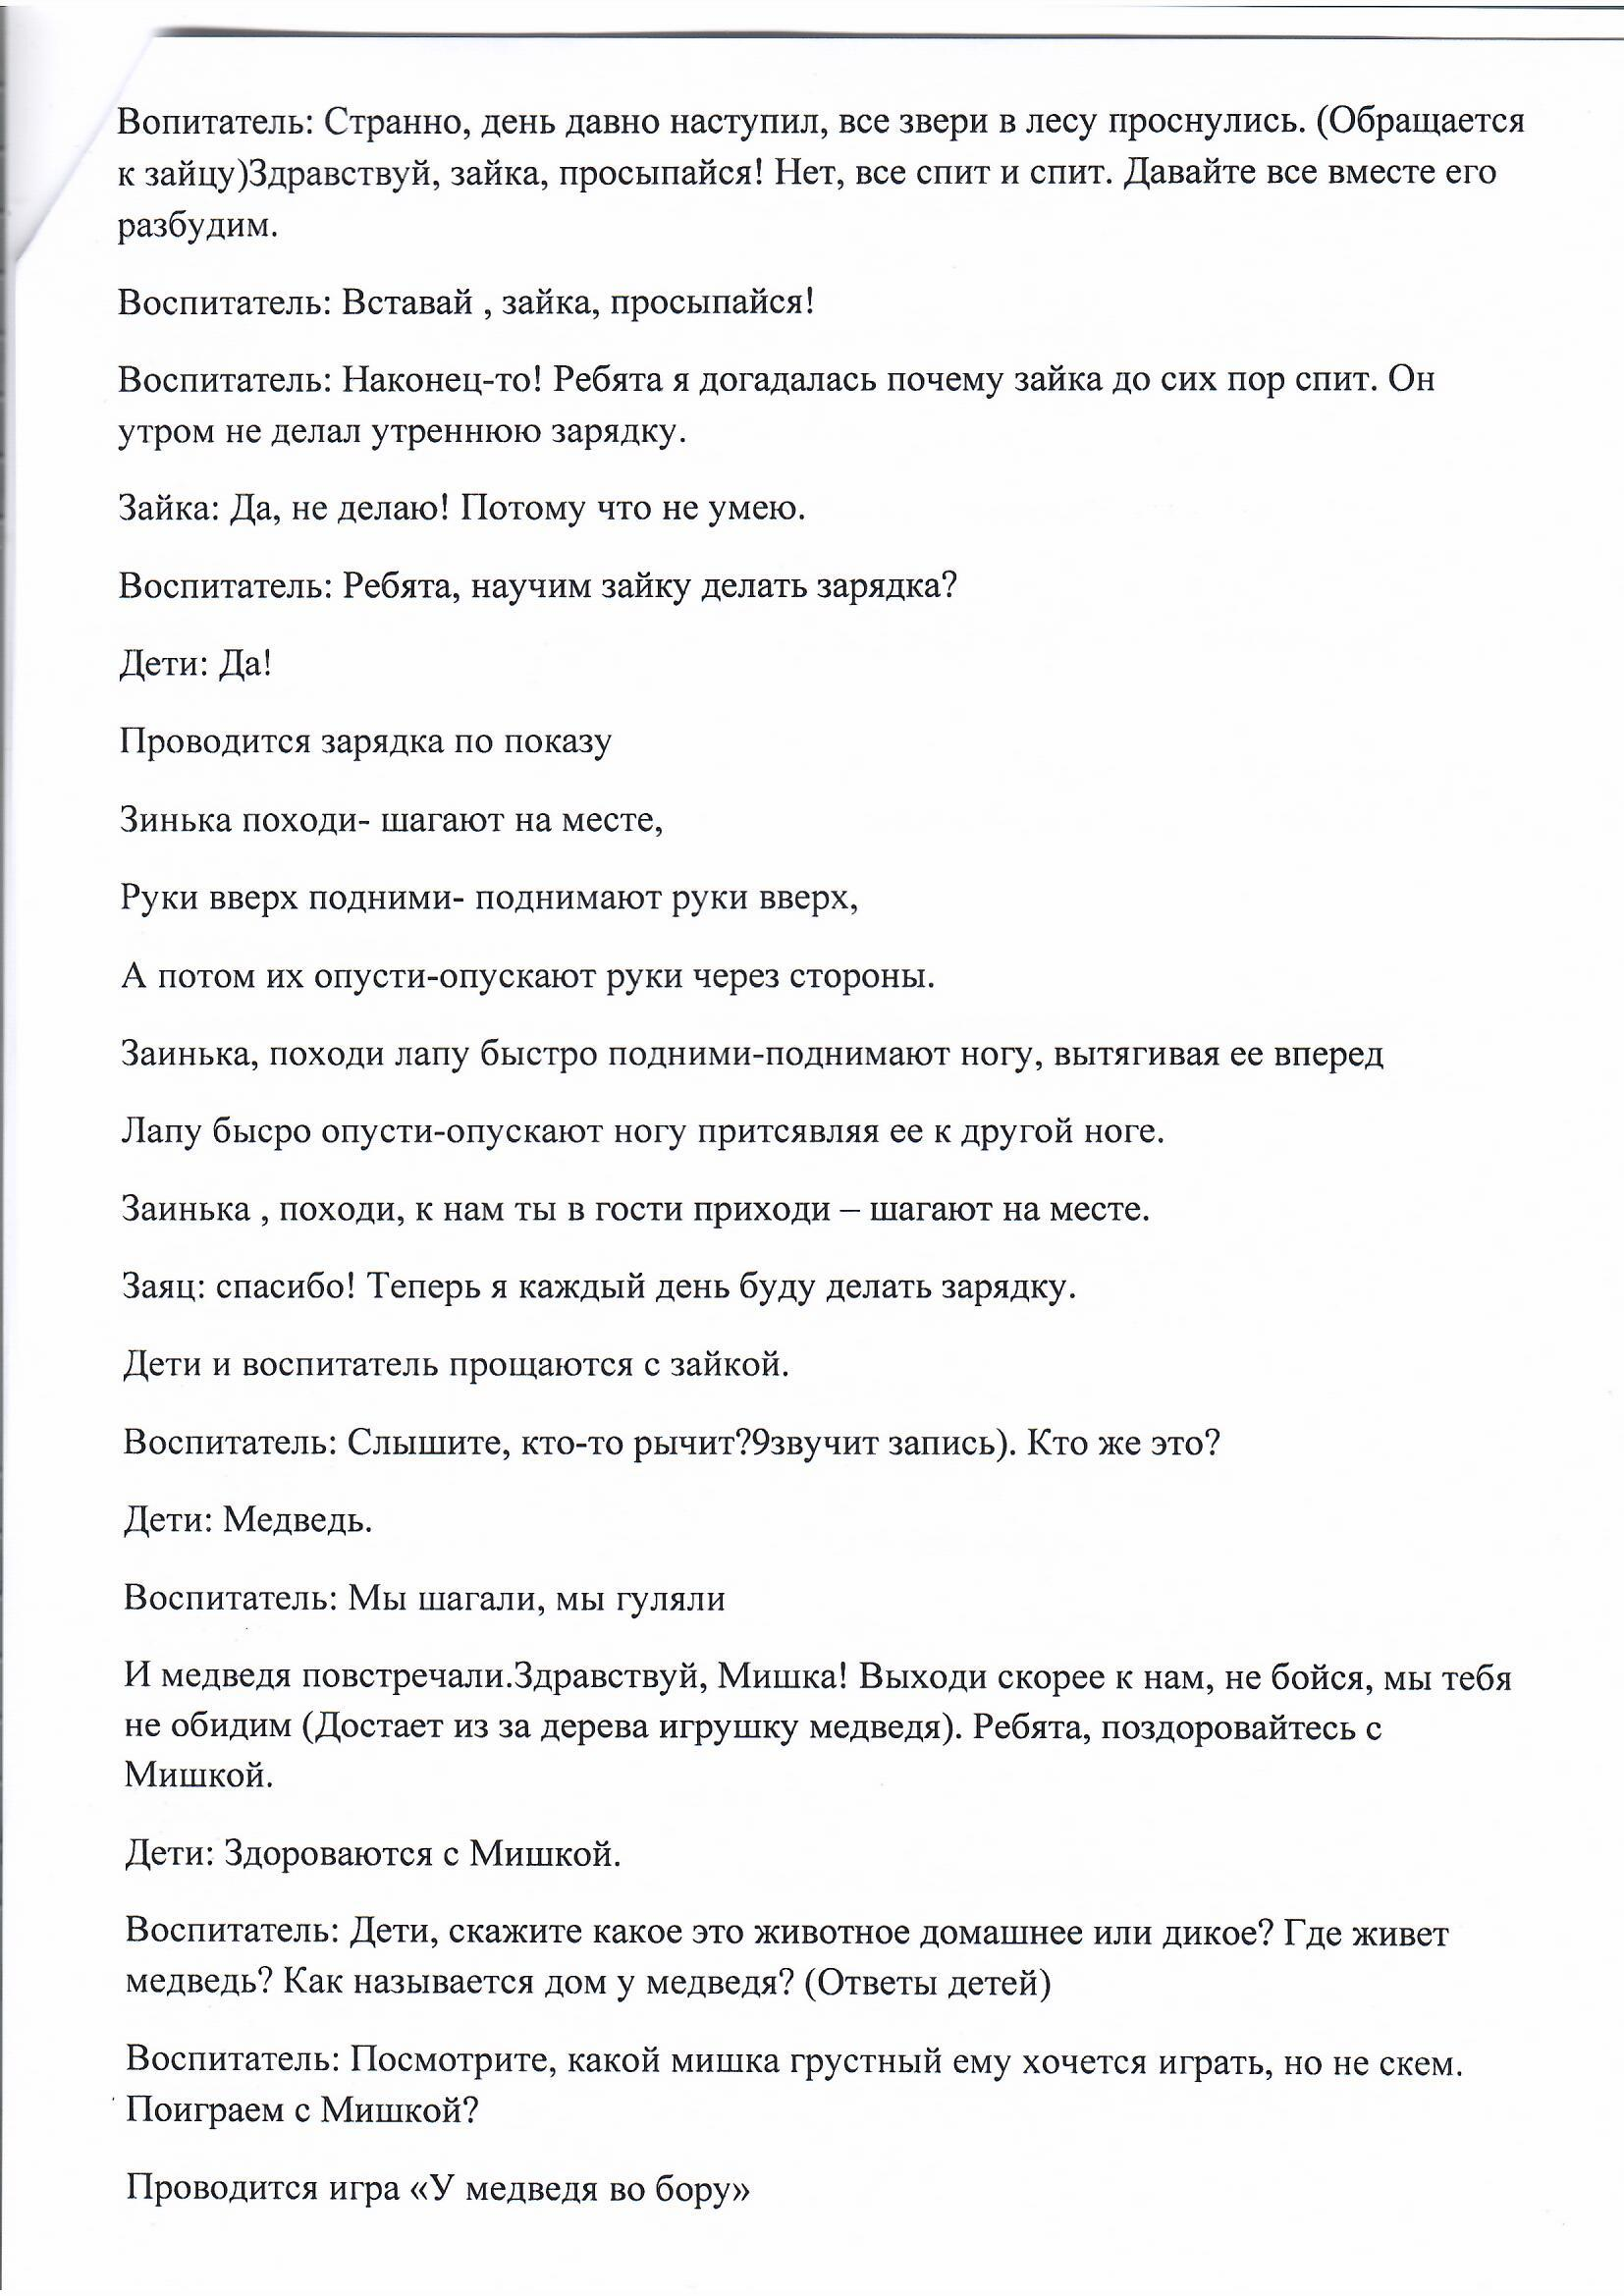 Вопитатель: Странно, день давно наступил, все звери в лесу проснулись. (Обращается
к зайцу)Здравствуй, зайка, просыпайся! Нет, все спит и спит. Давайте все вместе его
разбудим.
Воспитатель: Вставай , зайка, просыпайся!
Воспитатель: Наконец-то! Ребята я догадалась почему зайка до сих пор спит. Он
утром не делал утреннюю зарядку.
Зайка: Да, не делаю! Потому что не умею.
Воспитатель: Ребята, научим зайку делать зарядка?
Дети: Да!
Проводится зарядка по показу
Зинька походи- шагают на месте,
Руки вверх подними- поднимают руки вверх,
А потом их опусти-опускают руки через стороны.
Заинька, походи лапу быстро подними-поднимают ногу, вытягивая ее вперед
Лапу бысро опусти-опускают ногу притсявляя ее к другой ноге.
Заинька , походи, к нам ты в гости приходи – шагают на месте.
Заяц: спасибо! Теперь я каждый день буду делать зарядку.
Дети и воспитатель прощаются с зайкой.
Воспитатель: Слышите, кто-то рычит?9звучит запись). Кто же это?
Дети: Медведь.
Воспитатель: Мы шагали, мы гуляли
И медведя повстречали.Здравствуй, Мишка! Выходи скорее к нам, не бойся, мы тебя
не обидим (Достает из за дерева игрушку медведя). Ребята, поздоровайтесь с
Мишкой.
Дети: Здороваются с Мишкой.
Воспитатель: Дети, скажите какое это животное домашнее или дикое? Где живет
медведь? Как называется дом у медведя? (Ответы детей)
Воспитатель: Посмотрите, какой мишка грустный ему хочется играть, но не скем.
Поиграем с Мишкой?
Проводится игра «У медведя во бору»